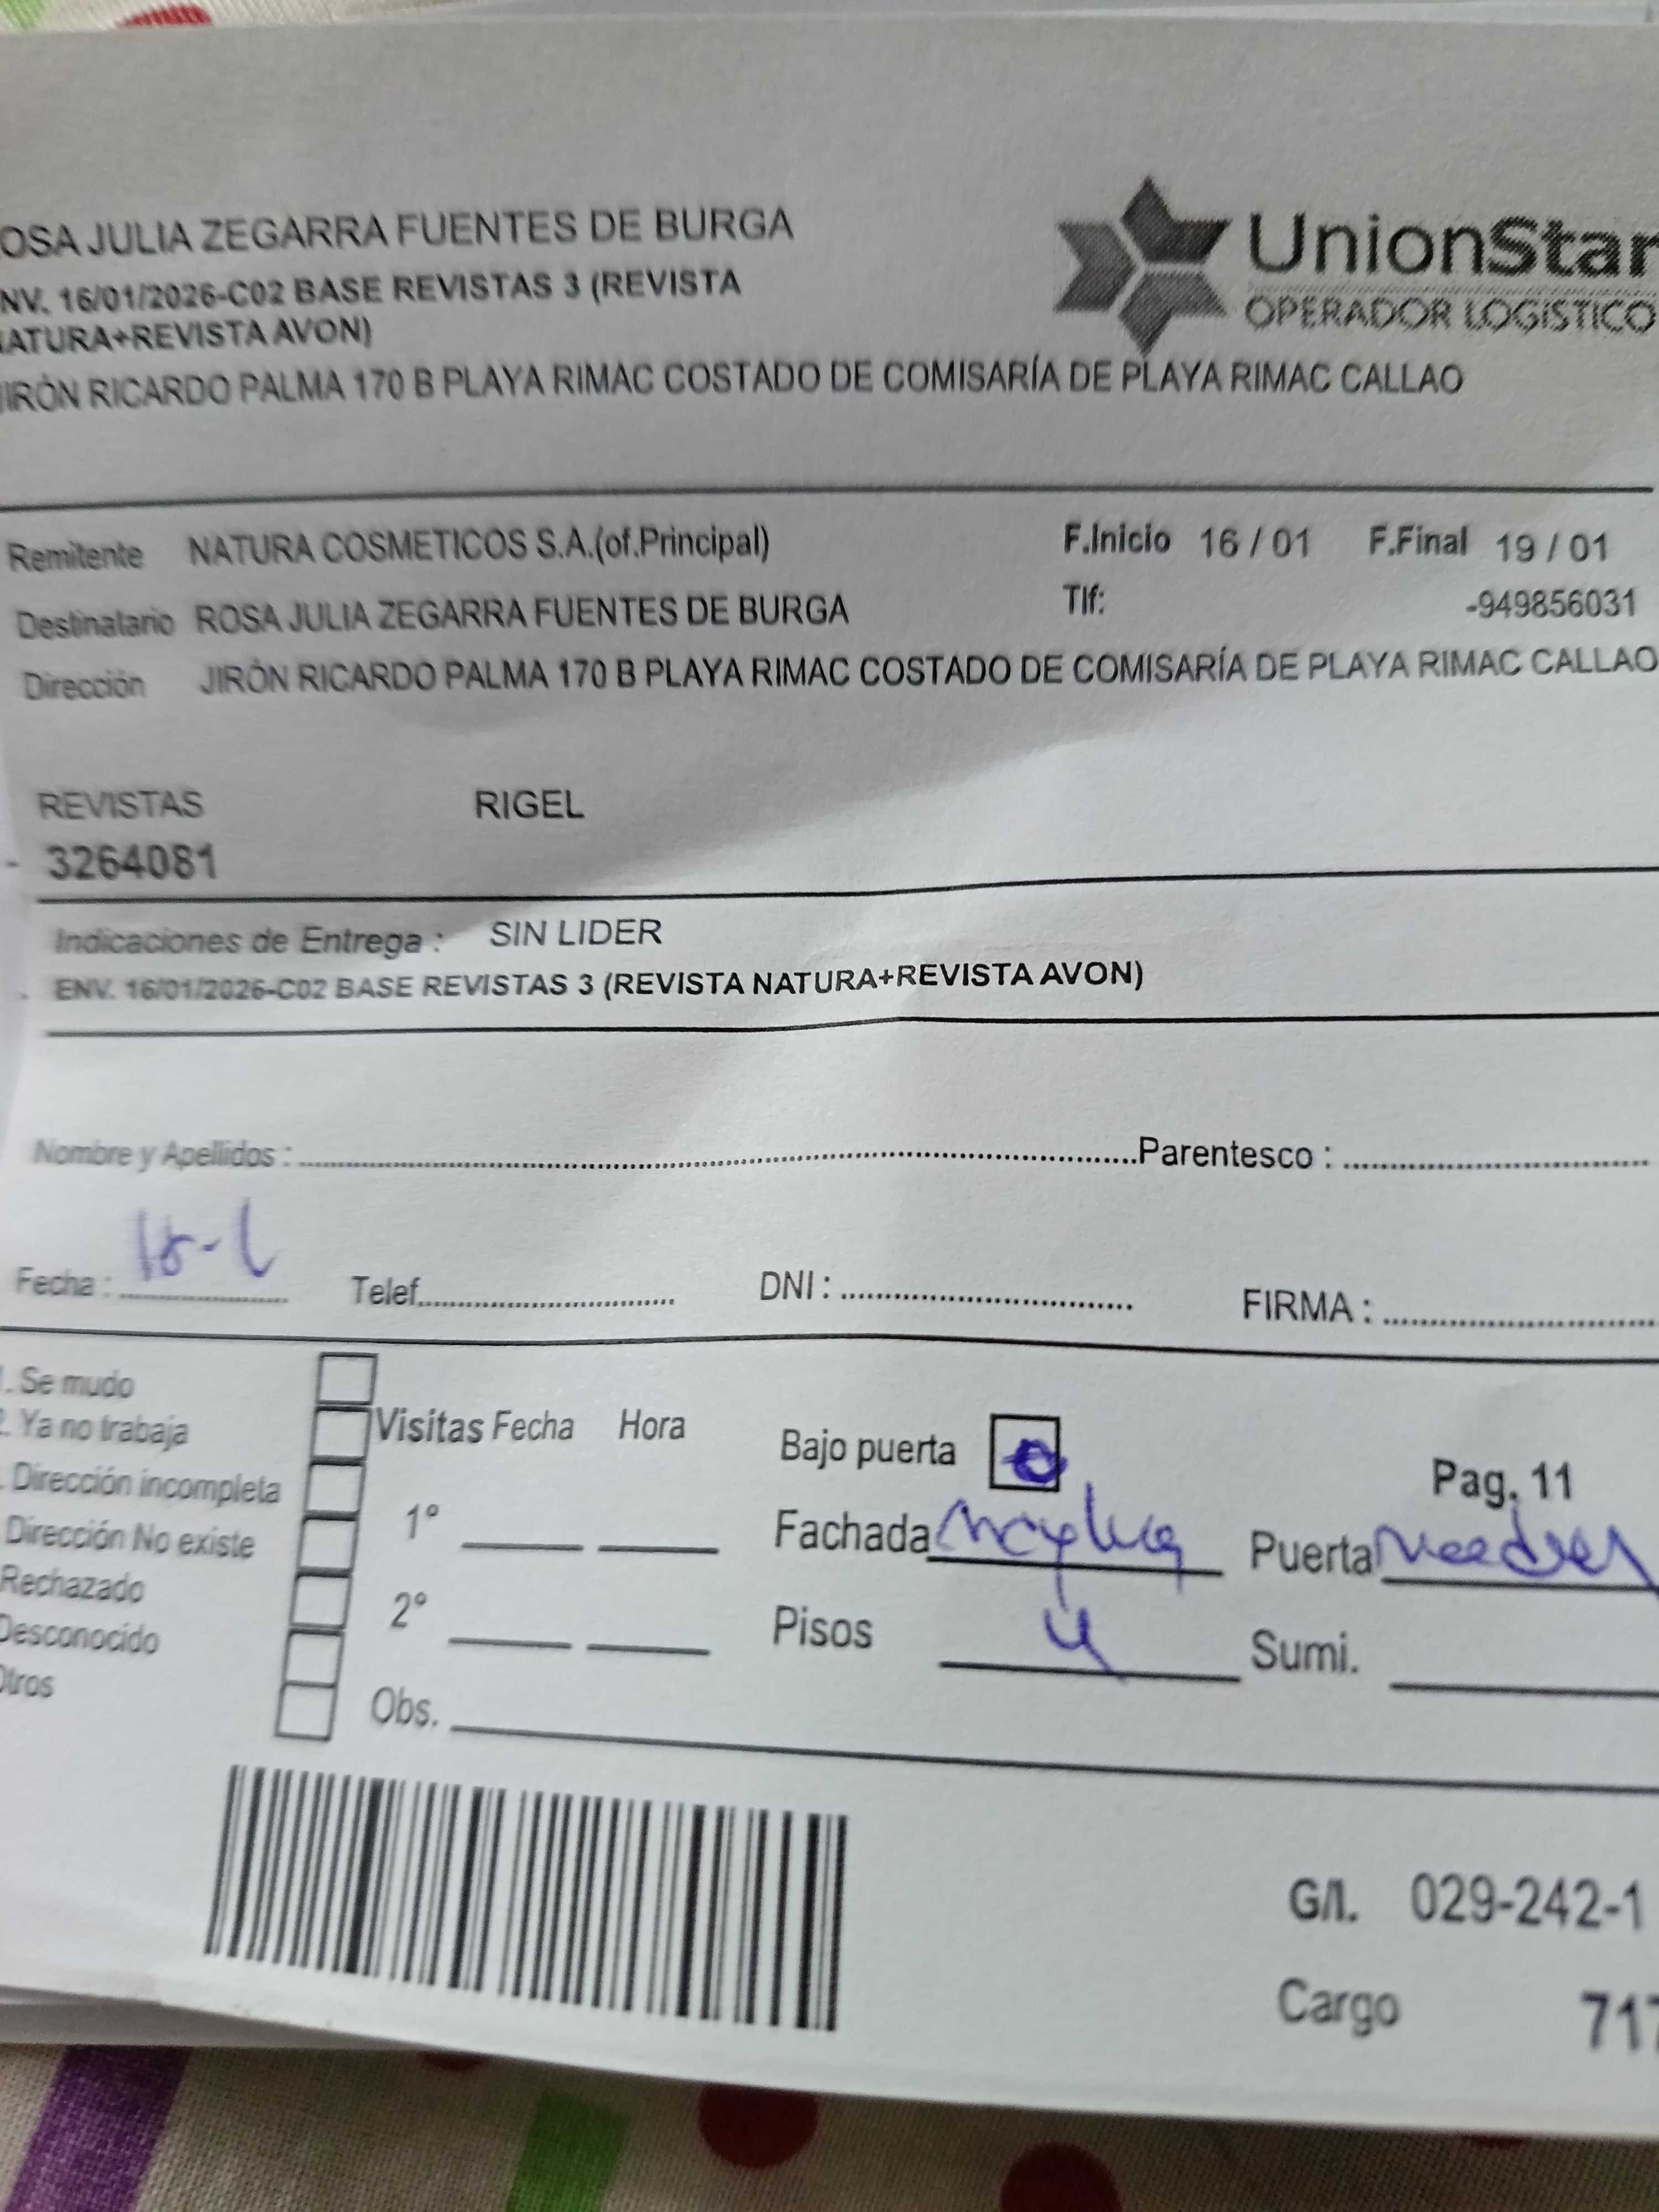 OSA JULIA ZEGARRA FUENTES DE BURGA
NV. 16/01/2026-C02 BASE REVISTAS 3 (REVISTA
ATURA+REVISTA AVON)
JIRÓN RICARDO PALMA 170 B PLAYA RIMAC COSTADO DE COMISARÍA DE PLAYA RIMAC CALLAO
UnionStar
OPERADOR LOGISTICO
Remitente NATURA COSMETICOS S.A.(of.Principal) F.Inicio 16 / 01 F.Final 19 / 01
Destinatario ROSA JULIA ZEGARRA FUENTES DE BURGA Tlf: -949856031
Dirección JIRÓN RICARDO PALMA 170 B PLAYA RIMAC COSTADO DE COMISARÍA DE PLAYA RIMAC CALLAO
REVISTAS RIGEL
- 3264081
Indicaciones de Entrega : SIN LIDER
. ENV. 16/01/2026-C02 BASE REVISTAS 3 (REVISTA NATURA+REVISTA AVON)
Nombre y Apellidos : Parentesco :
Fecha : Telef. DNI : FIRMA :
1. Se mudo
2. Ya no trabaja
. Dirección incompleta
Dirección No existe
Rechazado
Desconocido
Otros
Visitas Fecha Hora
1°
2°
Obs.
Bajo puerta
Fachada
Pisos 4
Pag. 11
Puerta
Sumi.
G/I. 029-242-1
Cargo 717